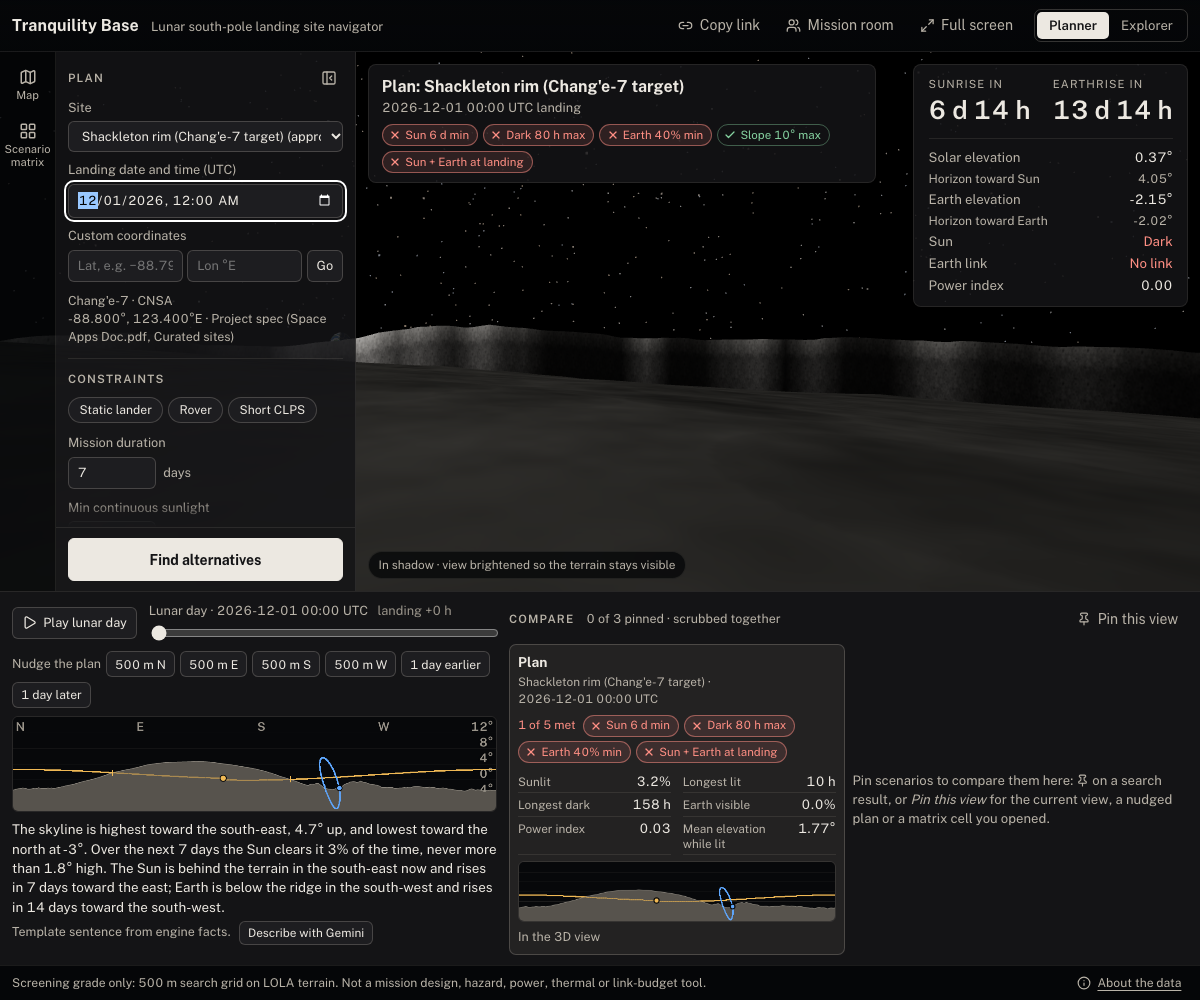 Tranquility Base Lunar south-pole landing site navigator Copy link Mission room Full screen Planner Explorer
Map
Scenario matrix
PLAN
Site
Shackleton rim (Chang'e-7 target) (appro
Landing date and time (UTC)
12/01/2026, 12:00 AM
Custom coordinates
Lat, e.g. −88.79 Lon °E Go
Chang'e-7 · CNSA
-88.800°, 123.400°E · Project spec (Space
Apps Doc.pdf, Curated sites)
CONSTRAINTS
Static lander Rover Short CLPS
Mission duration
7 days
Min continuous sunlight
Find alternatives
Plan: Shackleton rim (Chang'e-7 target)
2026-12-01 00:00 UTC landing
Sun 6 d min Dark 80 h max Earth 40% min Slope 10° max
Sun + Earth at landing
SUNRISE IN EARTHRISE IN
6 d 14 h 13 d 14 h
Solar elevation 0.37°
Horizon toward Sun 4.05°
Earth elevation -2.15°
Horizon toward Earth -2.02°
Sun Dark
Earth link No link
Power index 0.00
In shadow · view brightened so the terrain stays visible
Play lunar day
Lunar day · 2026-12-01 00:00 UTC landing +0 h
Nudge the plan 500 m N 500 m E 500 m S 500 m W 1 day earlier
1 day later
N E S W 12°
8°
4°
0°
4°
The skyline is highest toward the south-east, 4.7° up, and lowest toward the
north at -3°. Over the next 7 days the Sun clears it 3% of the time, never more
than 1.8° high. The Sun is behind the terrain in the south-east now and rises
in 7 days toward the east; Earth is below the ridge in the south-west and rises
in 14 days toward the south-west.
Template sentence from engine facts. Describe with Gemini
COMPARE 0 of 3 pinned · scrubbed together Pin this view
Plan
Shackleton rim (Chang'e-7 target) ·
2026-12-01 00:00 UTC
1 of 5 met Sun 6 d min Dark 80 h max
Earth 40% min Sun + Earth at landing
Sunlit 3.2% Longest lit 10 h
Longest dark 158 h Earth visible 0.0%
Power index 0.03 Mean elevation while lit 1.77°
In the 3D view
Pin scenarios to compare them here: on a search
result, or Pin this view for the current view, a nudged
plan or a matrix cell you opened.
Screening grade only: 500 m search grid on LOLA terrain. Not a mission design, hazard, power, thermal or link-budget tool. About the data